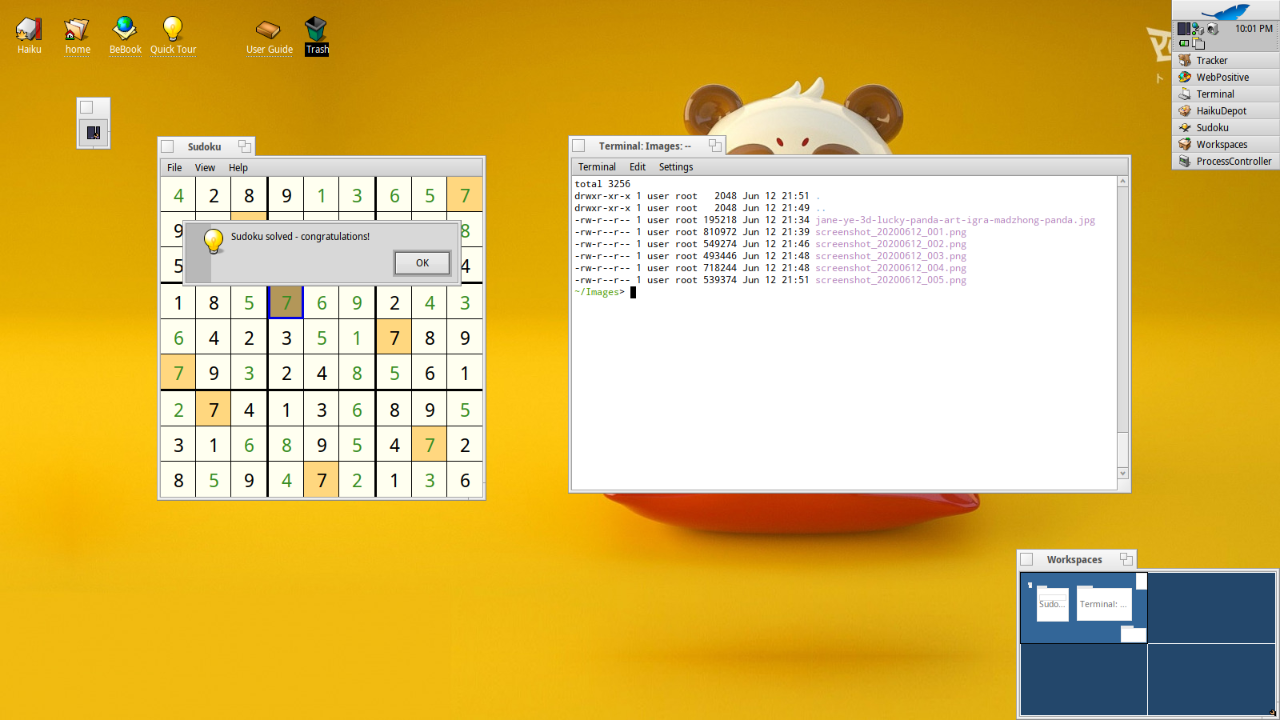 Haiku
home
BeBook
Quick Tour
User Guide
Trash
10:01 PM
Tracker
WebPositive
Terminal
HaikuDepot
Sudoku
Workspaces
ProcessController
Sudoku
File View Help
4 2 8 9 1 3 6 5 7
9 8
Sudoku solved - congratulations!
OK
5 4
1 8 5 7 6 9 2 4 3
6 4 2 3 5 1 7 8 9
7 9 3 2 4 8 5 6 1
2 7 4 1 3 6 8 9 5
3 1 6 8 9 5 4 7 2
8 5 9 4 7 2 1 3 6
Terminal: Images: --
Terminal Edit Settings
total 3256
drwxr-xr-x 1 user root 2048 Jun 12 21:51 .
drwxr-xr-x 1 user root 2048 Jun 12 21:49 ..
-rw-r--r-- 1 user root 195218 Jun 12 21:34 jane-ye-3d-lucky-panda-art-igra-madzhong-panda.jpg
-rw-r--r-- 1 user root 810972 Jun 12 21:39 screenshot_20200612_001.png
-rw-r--r-- 1 user root 549274 Jun 12 21:46 screenshot_20200612_002.png
-rw-r--r-- 1 user root 493446 Jun 12 21:48 screenshot_20200612_003.png
-rw-r--r-- 1 user root 718244 Jun 12 21:48 screenshot_20200612_004.png
-rw-r--r-- 1 user root 539374 Jun 12 21:51 screenshot_20200612_005.png
~/Images>
Workspaces
Sudo...
Terminal: ...